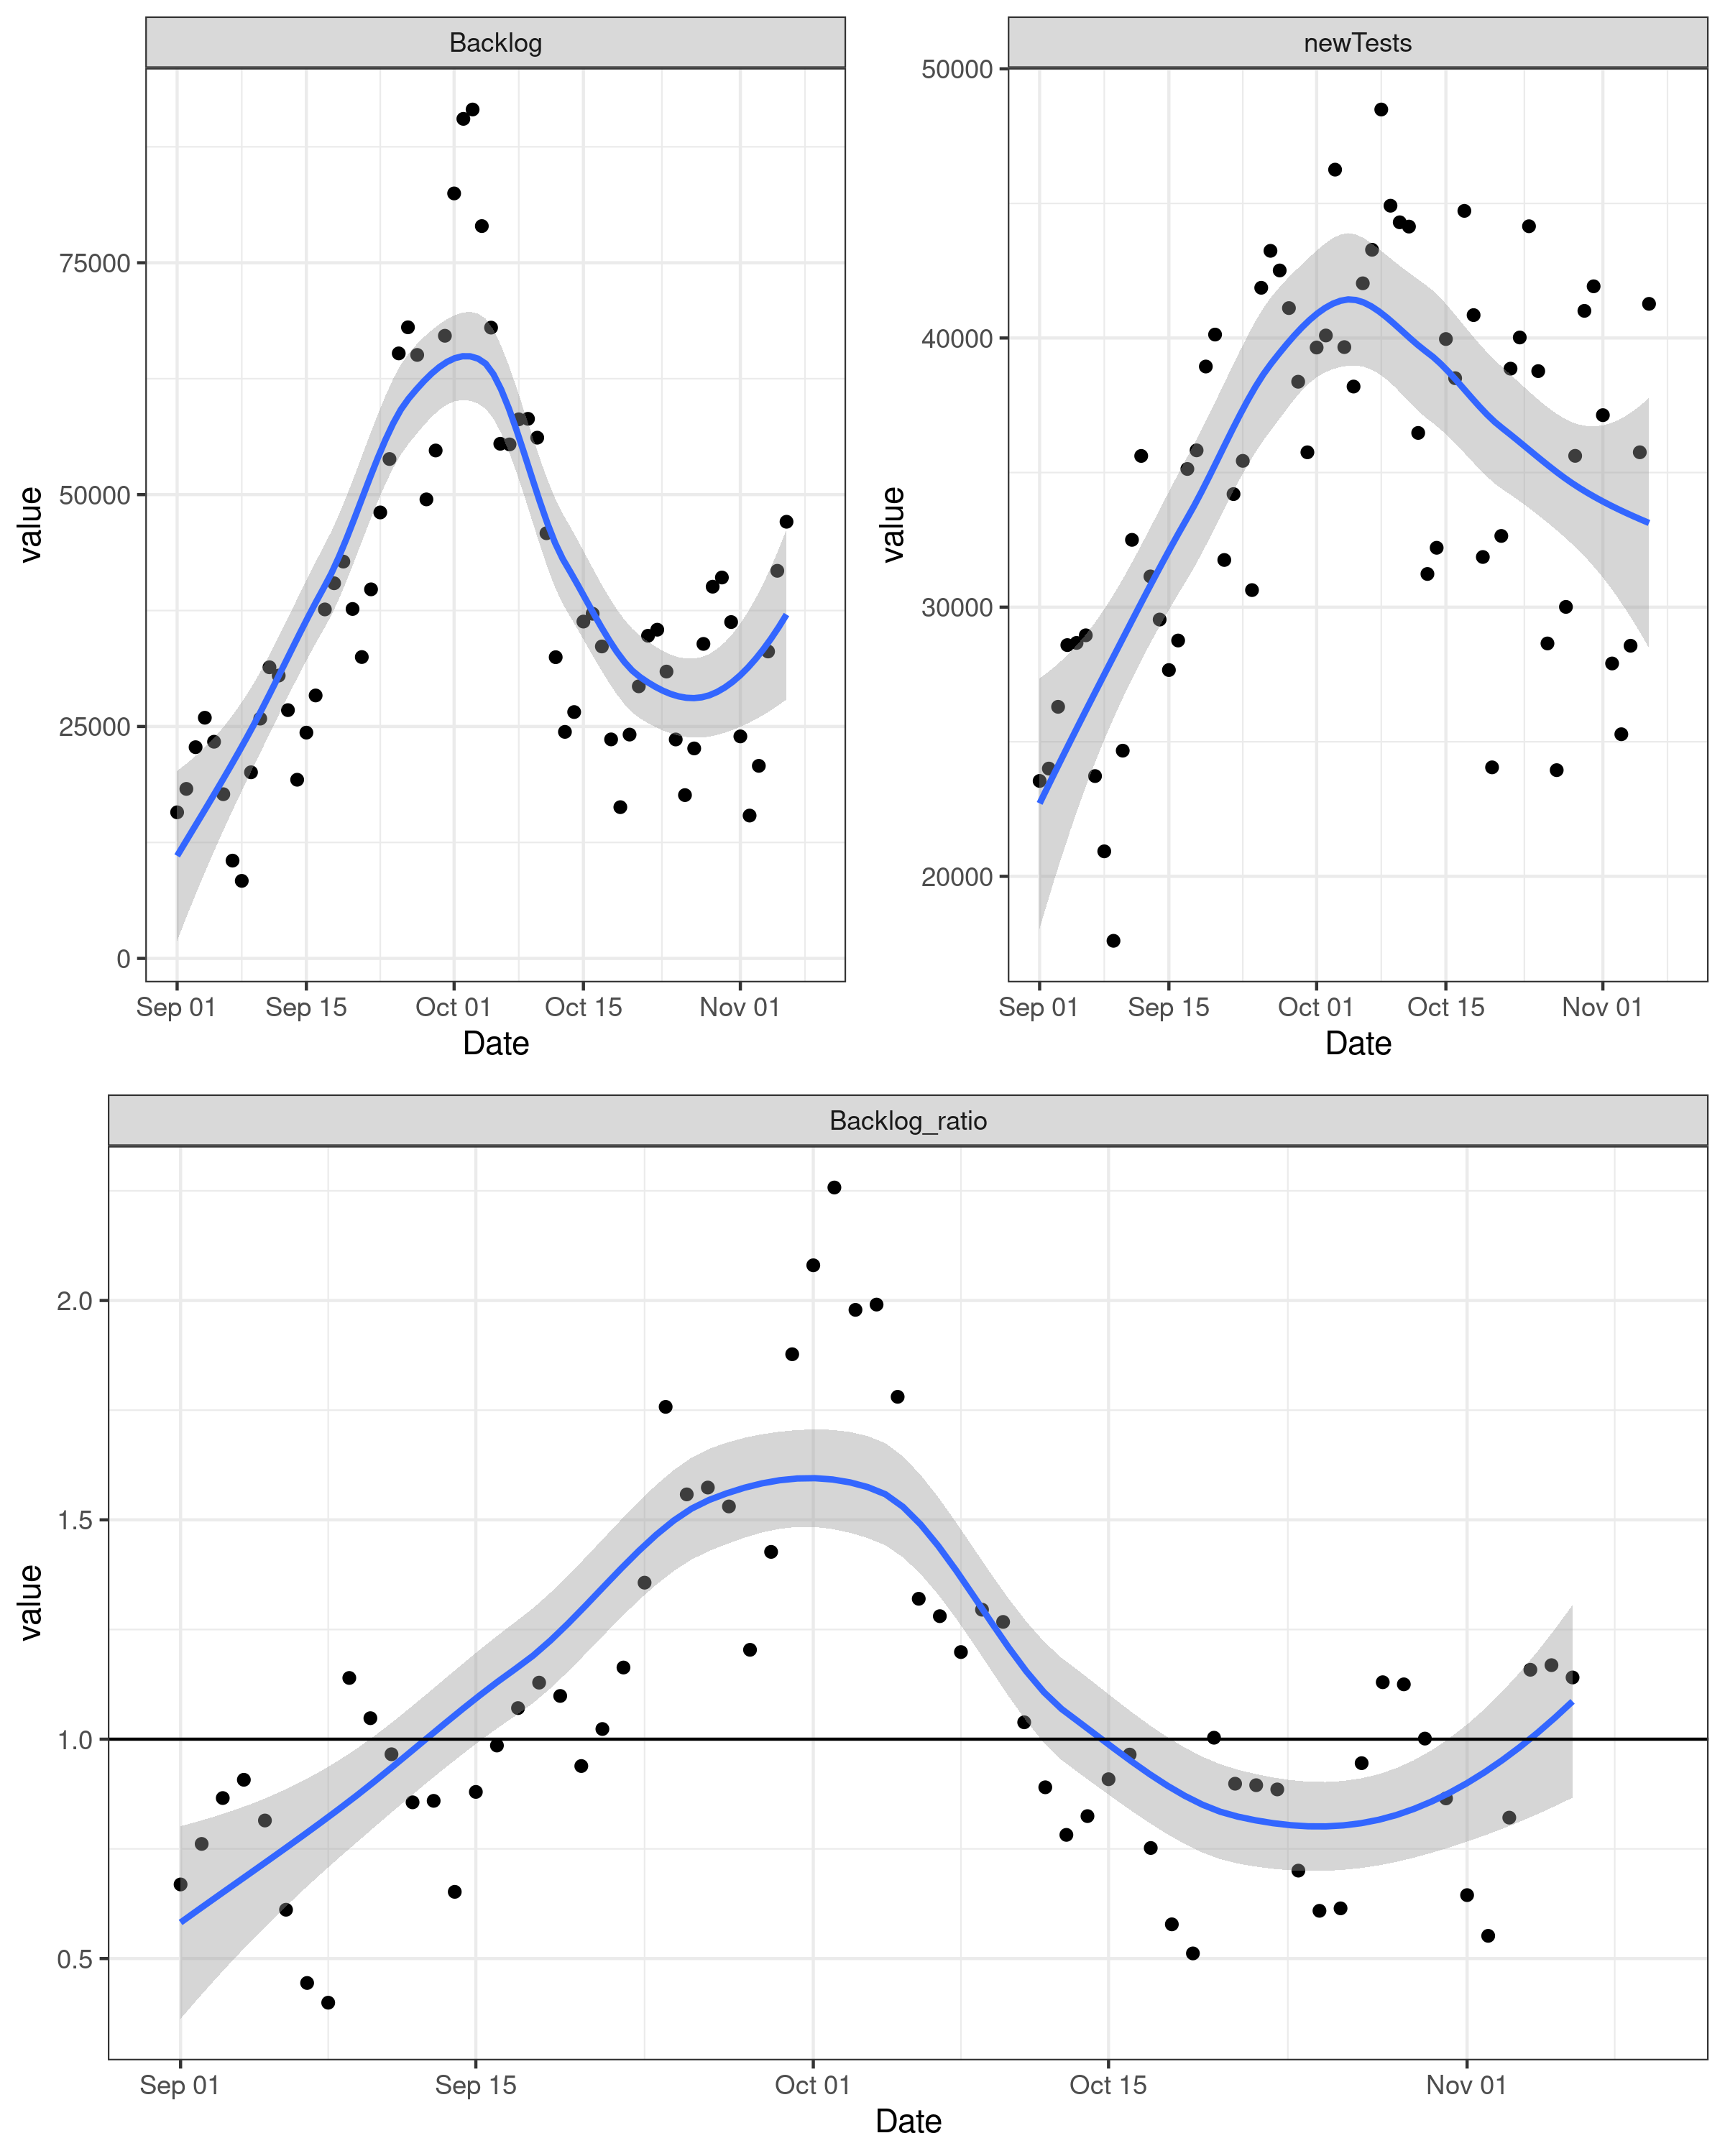 Backlog
value
75000
50000
25000
0
Sep 01 Sep 15 Oct 01 Oct 15 Nov 01
Date
newTests
value
50000
40000
30000
20000
Sep 01 Sep 15 Oct 01 Oct 15 Nov 01
Date
Backlog_ratio
value
2.0
1.5
1.0
0.5
Sep 01 Sep 15 Oct 01 Oct 15 Nov 01
Date